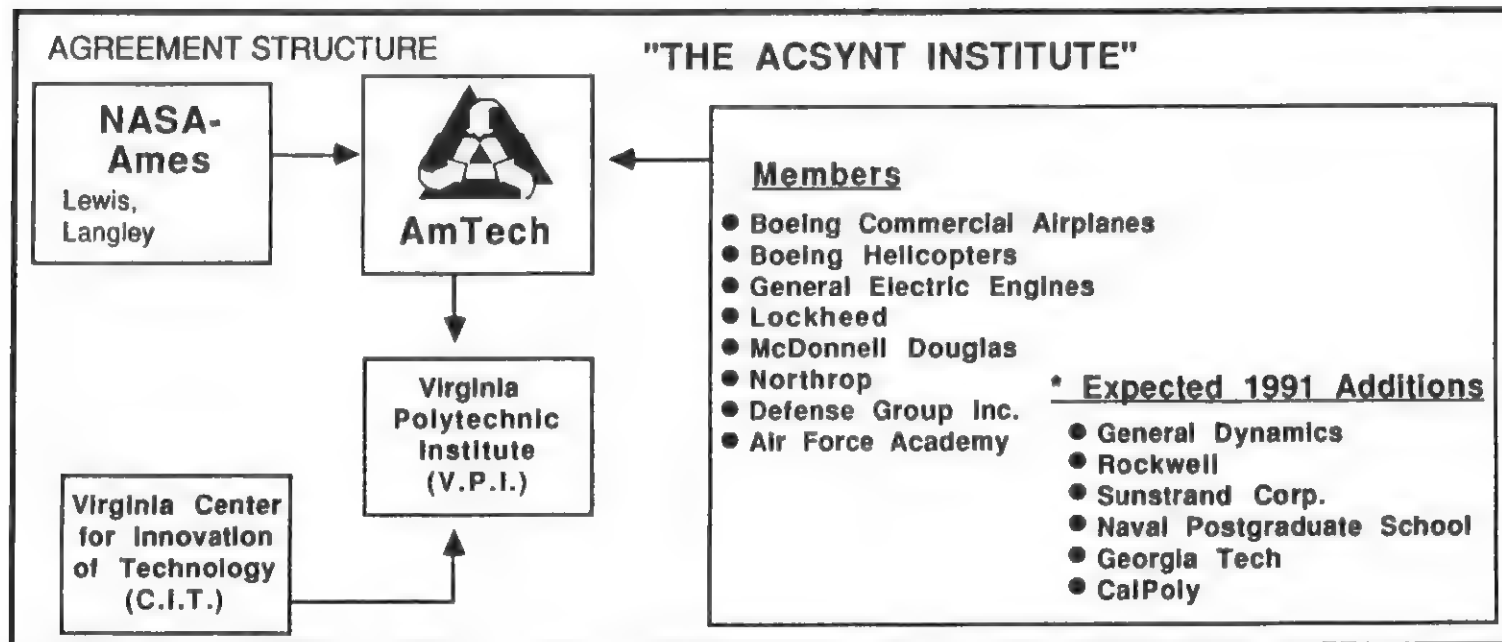 AGREEMENT STRUCTURE
"THE ACSYNT INSTITUTE"
NASA-
Ames
Lewis,
Langley
AmTech
Virginia
Polytechnic
Institute
(V.P.I.)
Virginia Center
for Innovation
of Technology
(C.I.T.)
Members
● Boeing Commercial Airplanes
● Boeing Helicopters
● General Electric Engines
● Lockheed
● McDonnell Douglas
● Northrop
● Defense Group Inc.
● Air Force Academy
* Expected 1991 Additions
● General Dynamics
● Rockwell
● Sunstrand Corp.
● Naval Postgraduate School
● Georgia Tech
● CalPoly